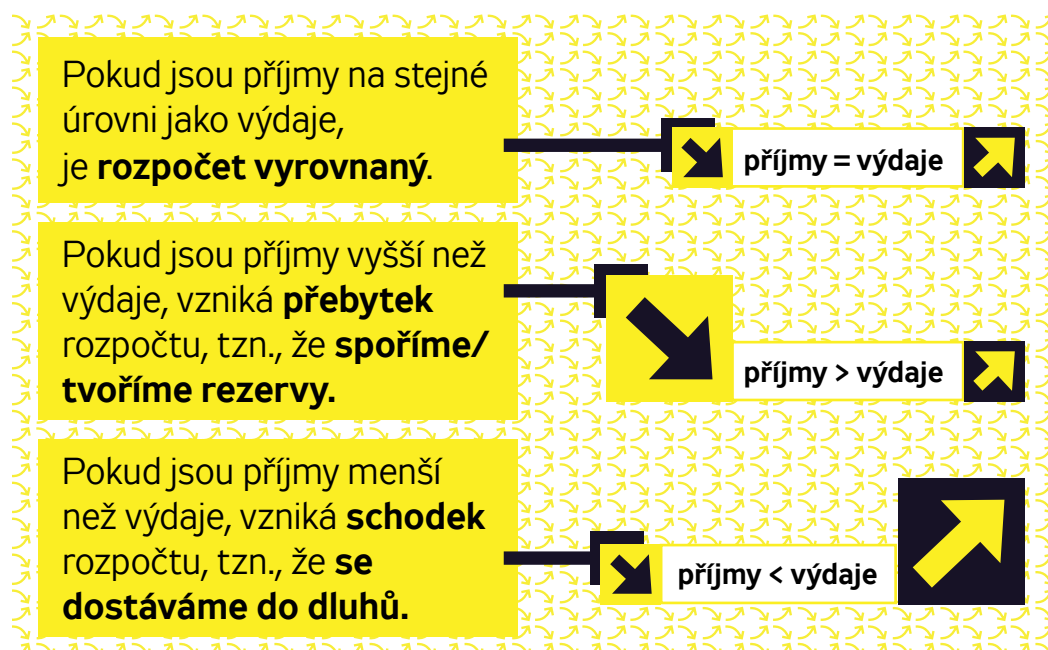 Pokud jsou příjmy na stejné
úrovni jako výdaje,
je rozpočet vyrovnaný.
příjmy = výdaje
Pokud jsou příjmy vyšší než
výdaje, vzniká přebytek
rozpočtu, tzn., že spoříme/
tvoříme rezervy.
příjmy > výdaje
Pokud jsou příjmy menší
než výdaje, vzniká schodek
rozpočtu, tzn., že se
dostáváme do dluhů.
příjmy < výdaje